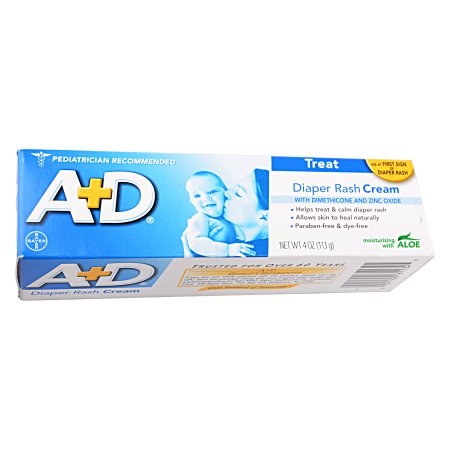 PEDIATRICIAN RECOMMENDED
A+D®
BAYER
Treat
USE AT FIRST SIGN
OF DIAPER RASH
Diaper Rash Cream
WITH DIMETHICONE AND ZINC OXIDE
• Helps treat & calm diaper rash
• Allows skin to heal naturally
• Paraben-free & dye-free
NET WT 4 OZ (113 g)
moisturizing
with ALOE
A+D®
Diaper Rash Cream
TRUSTED FOR OVER 60 YEARS
A+D